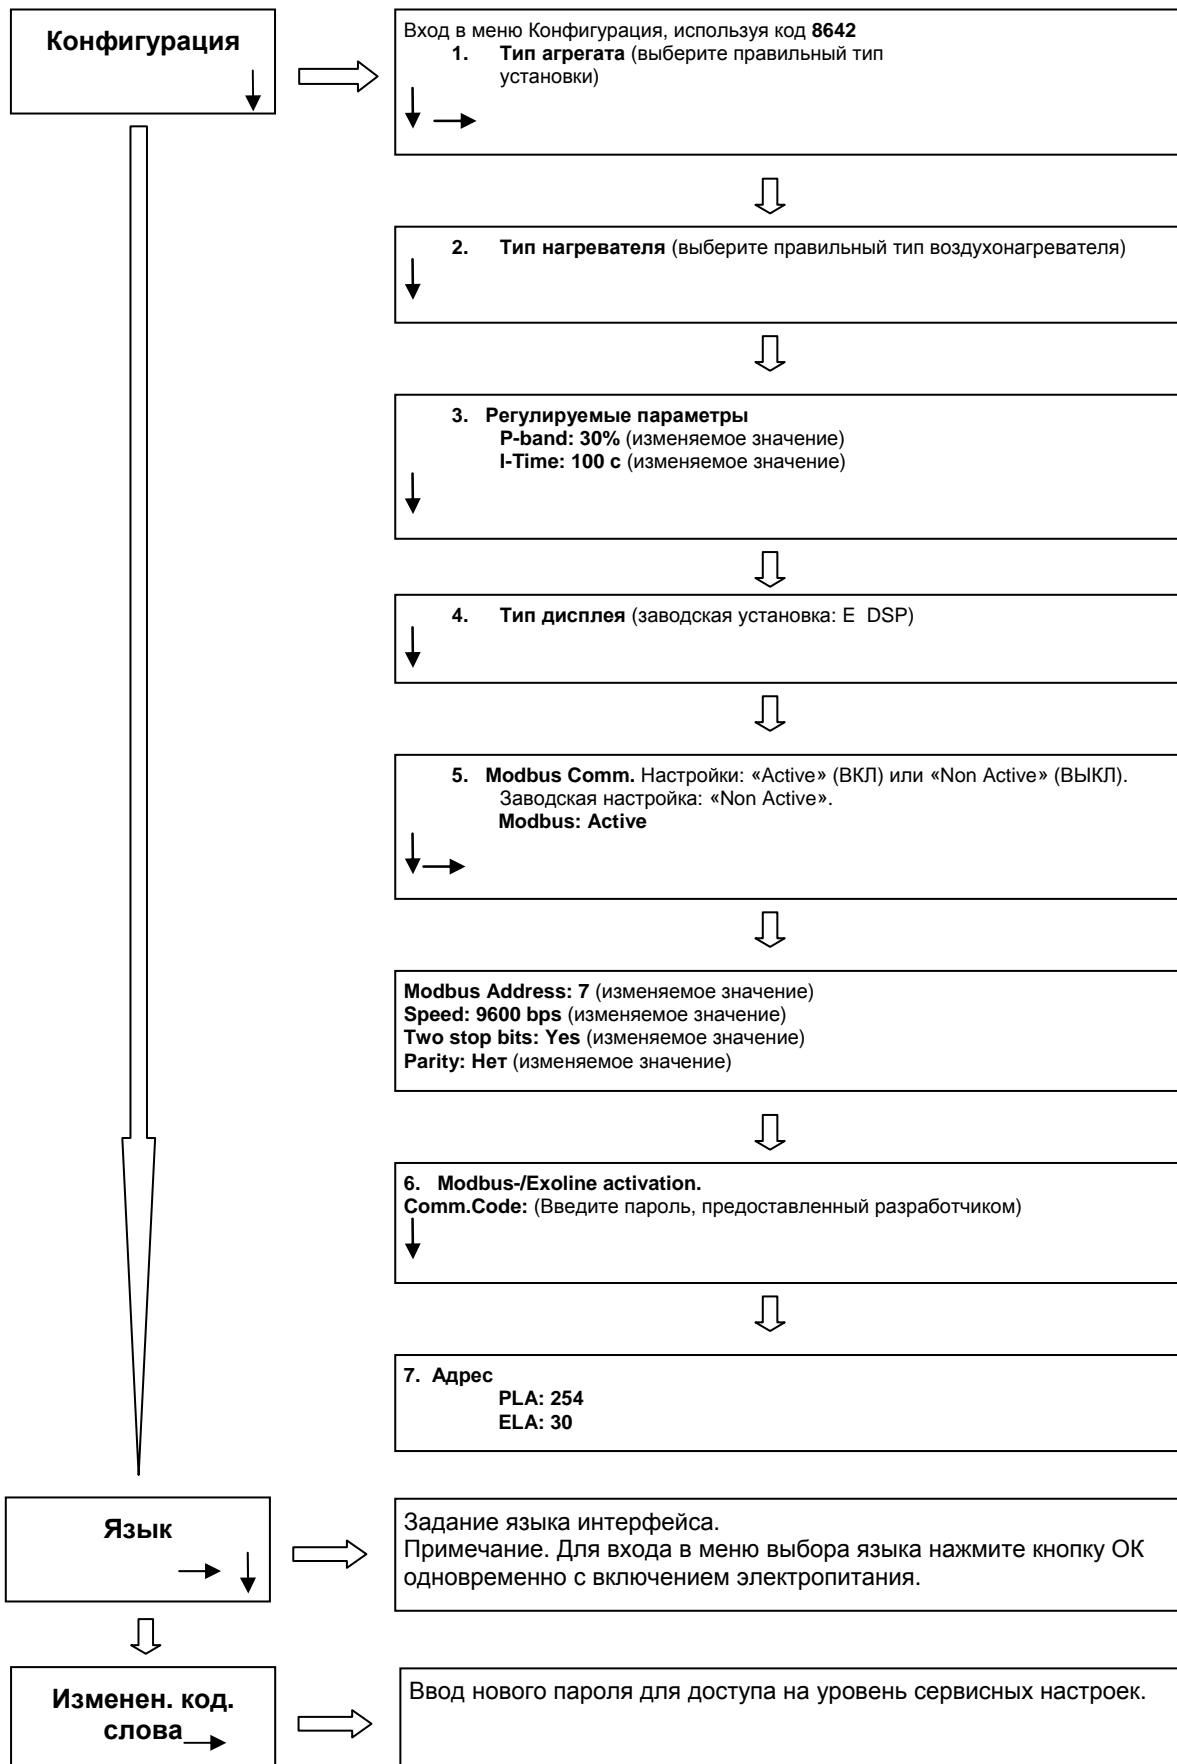 Конфигурация
Вход в меню Конфигурация, используя код 8642
1. Тип агрегата (выберите правильный тип
установки)
2. Тип нагревателя (выберите правильный тип воздухонагревателя)
3. Регулируемые параметры
P-band: 30% (изменяемое значение)
I-Time: 100 с (изменяемое значение)
4. Тип дисплея (заводская установка: E DSP)
5. Modbus Comm. Настройки: «Active» (ВКЛ) или «Non Active» (ВЫКЛ).
Заводская настройка: «Non Active».
Modbus: Active
Modbus Address: 7 (изменяемое значение)
Speed: 9600 bps (изменяемое значение)
Two stop bits: Yes (изменяемое значение)
Parity: Нет (изменяемое значение)
6. Modbus-/Exoline activation.
Comm.Code: (Введите пароль, предоставленный разработчиком)
7. Адрес
PLA: 254
ELA: 30
Язык
Задание языка интерфейса.
Примечание. Для входа в меню выбора языка нажмите кнопку ОК
одновременно с включением электропитания.
Изменен. код.
слова
Ввод нового пароля для доступа на уровень сервисных настроек.